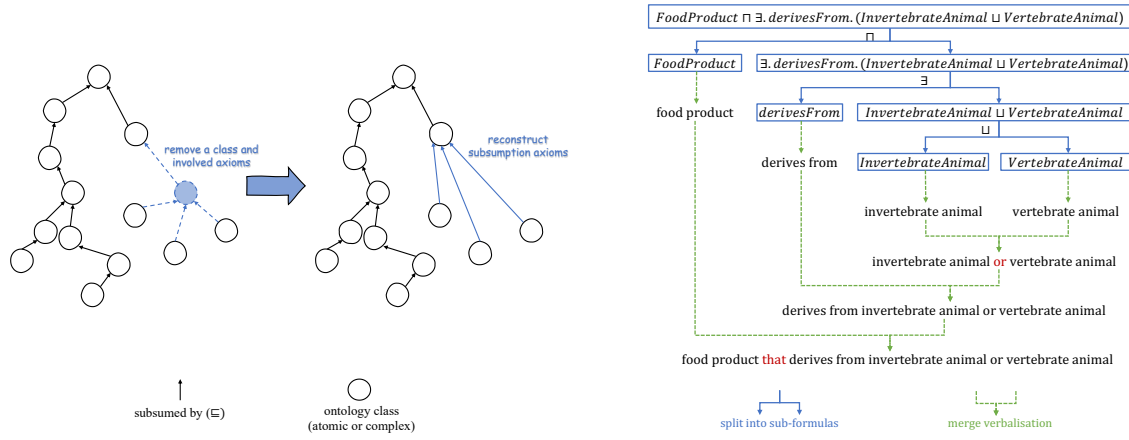 remove a class and
involved axioms
reconstruct
subsumption axioms
subsumed by (⊑)
ontology class
(atomic or complex)
FoodProduct ⊓ ∃.derivesFrom.(InvertebrateAnimal ⊔ VertebrateAnimal)
⊓
FoodProduct
∃.derivesFrom.(InvertebrateAnimal ⊔ VertebrateAnimal)
∃
food product
derivesFrom
InvertebrateAnimal ⊔ VertebrateAnimal
⊔
derives from
InvertebrateAnimal
VertebrateAnimal
invertebrate animal
vertebrate animal
invertebrate animal or vertebrate animal
derives from invertebrate animal or vertebrate animal
food product that derives from invertebrate animal or vertebrate animal
split into sub-formulas
merge verbalisation